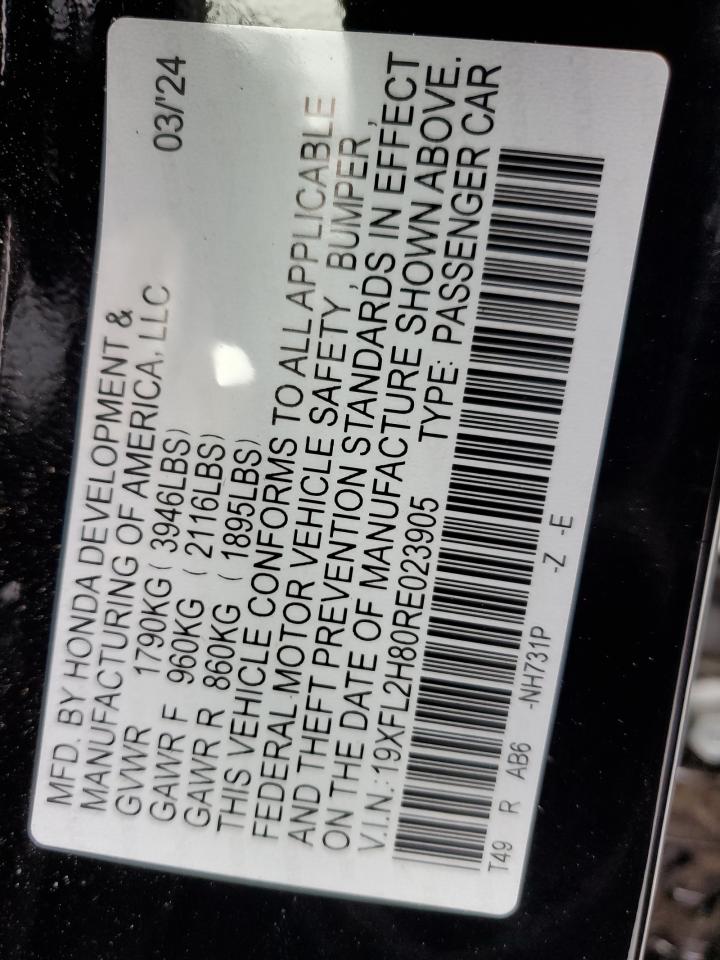 MFD. BY HONDA DEVELOPMENT & 03/'24
MANUFACTURING OF AMERICA, LLC
GVWR 1790KG ( 3946LBS)
GAWR F 960KG ( 2116LBS)
GAWR R 860KG ( 1895LBS)
THIS VEHICLE CONFORMS TO ALL APPLICABLE
FEDERAL MOTOR VEHICLE SAFETY , BUMPER ,
AND THEFT PREVENTION STANDARDS IN EFFECT
ON THE DATE OF MANUFACTURE SHOWN ABOVE.
V.I.N.: 19XFL2H80RE023905 TYPE: PASSENGER CAR
T49 R AB6 -NH731P -Z -E